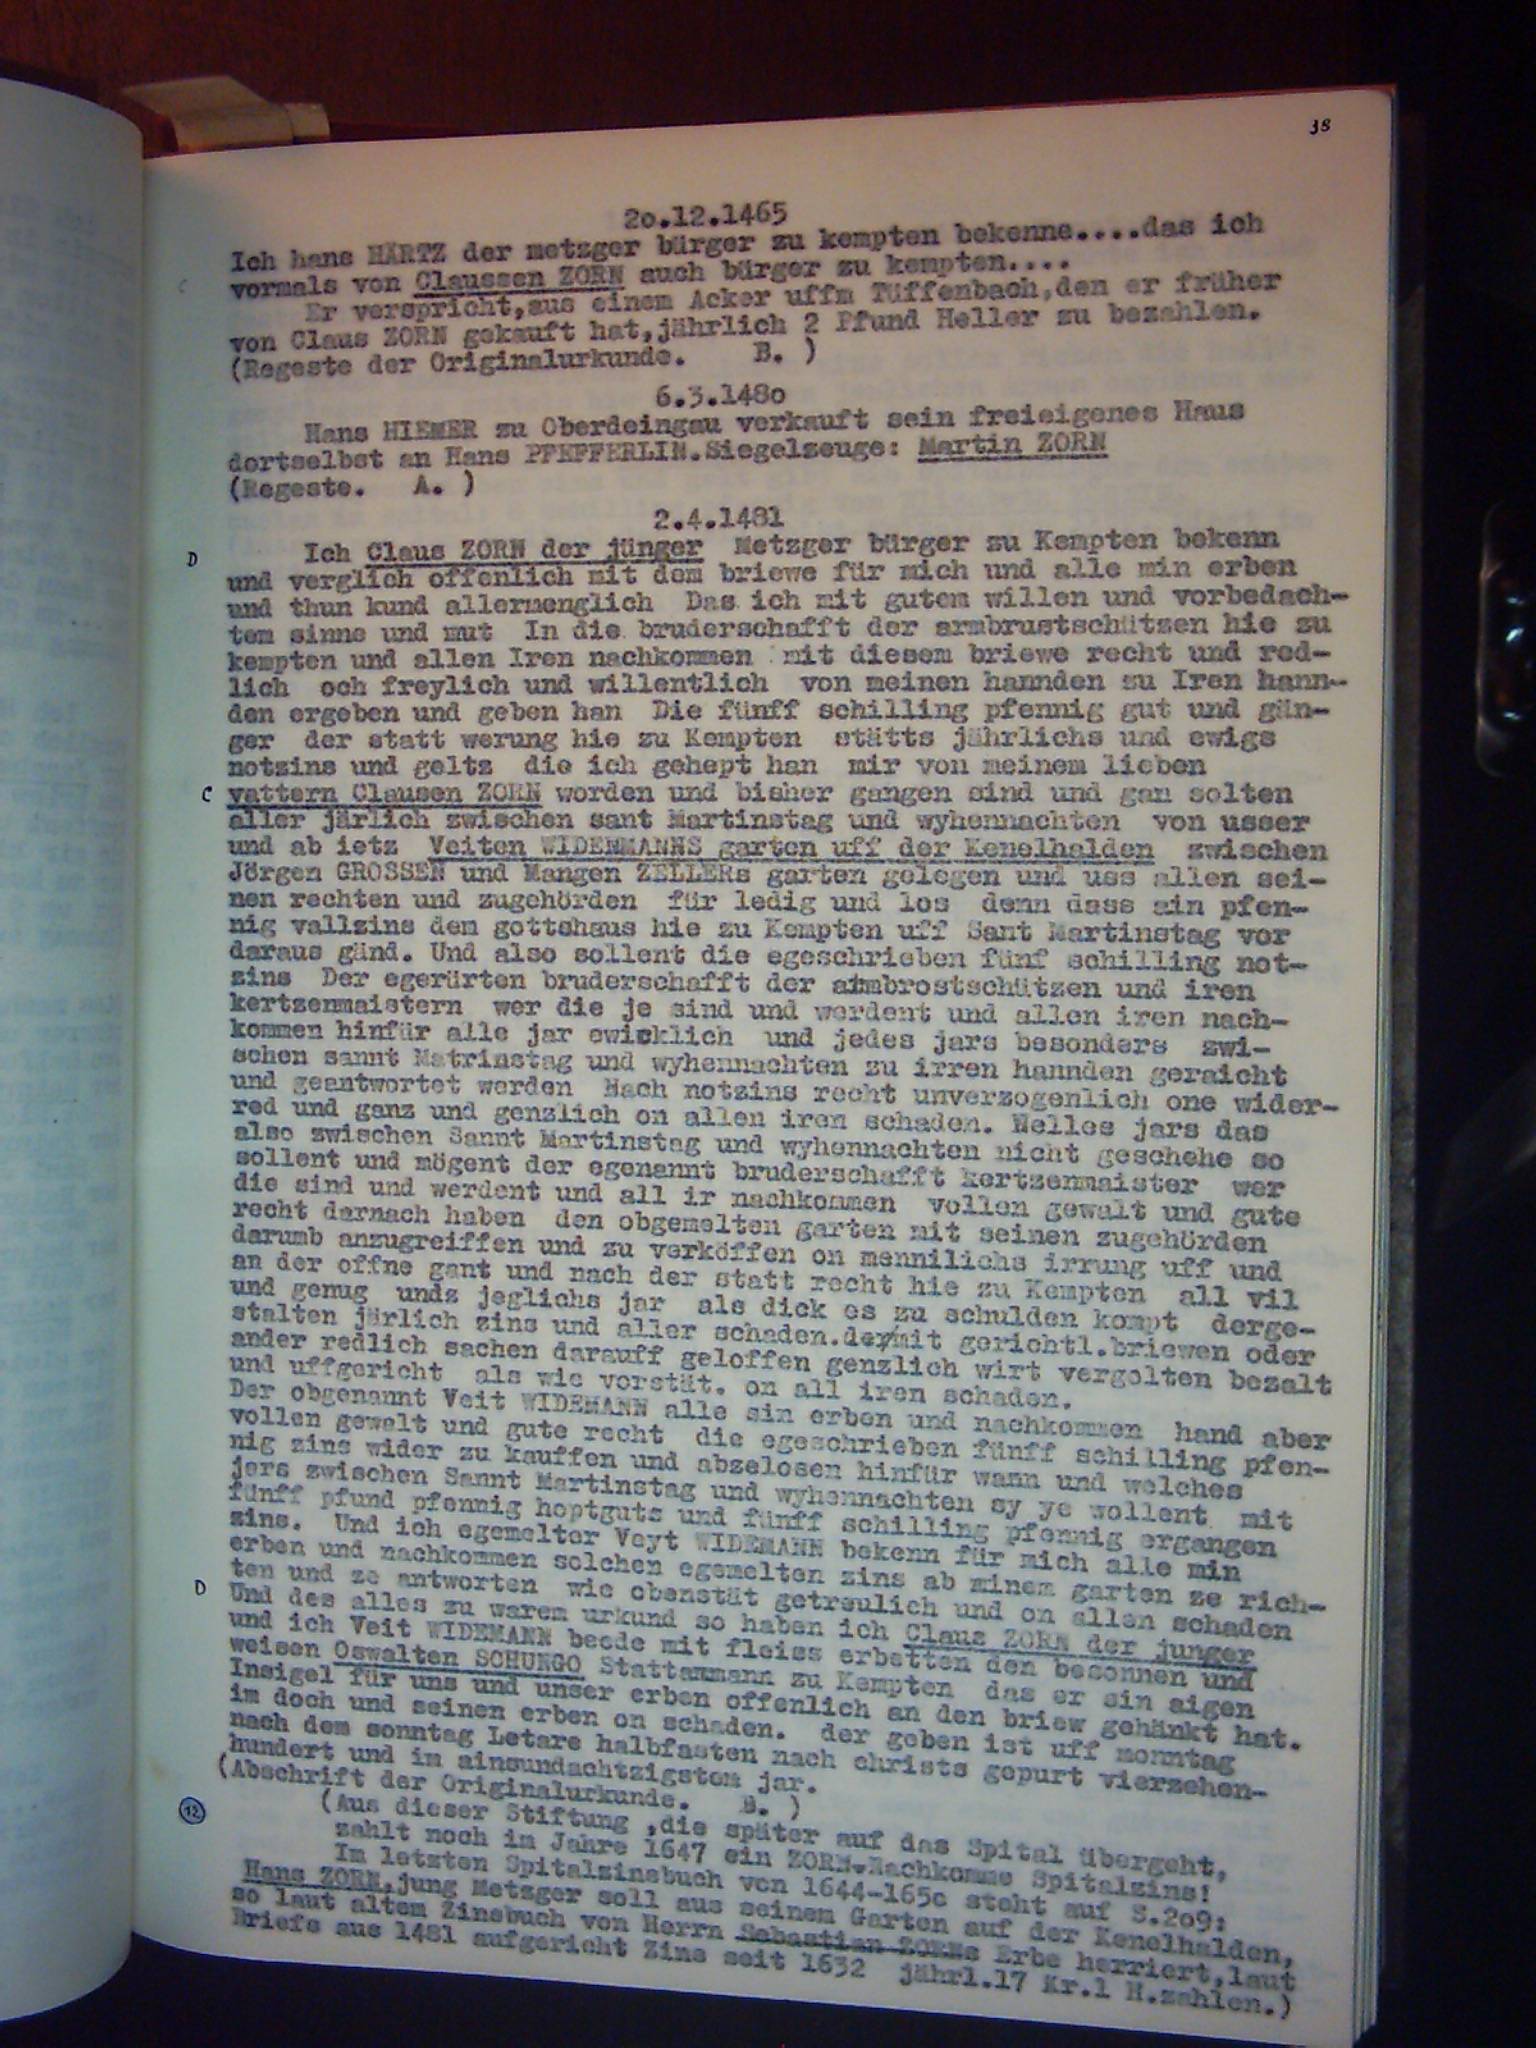 38
20.12.1465
Ich hans HÄRTZ der metzger bürger zu kempten bekenne....das ich
c vormals von Claussen ZORN auch bürger zu kempten....
Er verspricht,aus einem Acker uffm Tüffenbach,den er früher
von Claus ZORN gekauft hat,jährlich 2 Pfund Heller zu bezahlen.
(Regeste der Originalurkunde. B. )
6.3.1480
Hans HIEMER zu Oberdeingau verkauft sein freieigenes Haus
dortselbst an Hans PFEFFERLIN.Siegelzeuge: Martin ZORN
(Regeste. A. )
2.4.1481
D Ich Claus ZORN der jünger Metzger bürger zu Kempten bekenn
und verglich offenlich mit dem briewe für mich und alle min erben
und thun kund allermenglich Das ich mit gutem willen und vorbedach-
tem sinne und mut In die bruderschafft der armbrustschützen hie zu
kempten und allen Iren nachkommen mit diesem briewe recht und red-
lich och freylich und willentlich von meinen hannden zu Iren hann-
den ergeben und geben han Die fünff schilling pfennig gut und gän-
ger der statt werung hie zu Kempten stätts jährlichs und ewigs
notzins und geltz die ich gehept han mir von meinem lieben
C vattern Clausen ZORN worden und bisher gangen sind und gan solten
aller järlich zwischen sant Martinstag und wyhennachten von usser
und ab ietz Veiten WIDENMANNS garten uff der Kenelhalden zwischen
Jörgen GROSSEN und Mangen ZELLERs garten gelegen und uss allen sei-
nen rechten und zugehörden für ledig und los denn dass ain pfen-
nig vallzins dem gottshaus hie zu Kempten uff Sant Martinstag vor
daraus gänd. Und also sollent die egeschrieben fünf schilling not-
zins Der egerürten bruderschafft der armbrostschützen und iren
kertzenmaistern wer die je sind und werdent und allen iren nach-
kommen hinfür alle jar ewicklich und jedes jars besonders zwi-
schen sannt Matrinstag und wyhennachten zu irren hannden geraicht
und geantwortet werden Nach notzins recht unverzogenlich one wider-
red und ganz und genzlich on allen iren schaden. Welles jars das
also zwischen Sannt Martinstag und wyhennachten nicht geschehe so
sollent und mögent der egenannt bruderschafft kertzenmaister wer
die sind und werdent und all ir nachkommen vollen gewalt und gute
recht darnach haben den obgemelten garten mit seinen zugehörden
darumb anzugreiffen und zu verköffen on mennilichs irrung uff und
an der offne gant und nach der statt recht hie zu Kempten all vil
und genug undz jeglichs jar als dick es zu schulden kompt derge-
stalten järlich zins und aller schaden.der mit gerichtl.briewen oder
ander redlich sachen darauff geloffen genzlich wirt vergolten bezalt
und uffgericht als wie vorstät. on all iren schaden.
Der obgenannt Veit WIDEMANN alle sin erben und nachkommen hand aber
vollen gewalt und gute recht die egeschrieben fünff schilling pfen-
nig zins wider zu kauffen und abzelosen hinfür wann und welches
jars zwischen Sannt Martinstag und wyhennachten sy ye wollent mit
fünff pfund pfennig hoptguts und fünff schilling pfennig ergangen
zins. Und ich egemelter Veyt WIDEMANN bekenn für mich alle min
erben und nachkommen solchen egemelten zins ab minem garten ze rich-
ten und ze antworten wie obenstät getreulich und on allen schaden
D Und des alles zu warem urkund so haben ich Claus ZORN der junger
und ich Veit WIDEMANN beede mit fleiss erbetten den besonnen und
weisen Oswalten SCHUNGO Stattammann zu Kempten das er sin aigen
Insigel für uns und unser erben offenlich an den briew gehänkt hat.
im doch und seinen erben on schaden. der geben ist uff monntag
nach dem sonntag Letare halbfasten nach christs gepurt vierzehen-
hundert und im ainsundachtzigstem jar.
(Abschrift der Originalurkunde. B. )
12 (Aus dieser Stiftung ,die später auf das Spital übergeht,
zahlt noch im Jahre 1647 ein ZORN-Nachkomme Spitalzins!
Im letzten Spitalzinsbuch von 1644-1650 steht auf S.209:
Hans ZORN,jung Metzger soll aus seinem Garten auf der Kenelhalden,
so laut altem Zinsbuch von Herrn Sebastian ZORNs Erbe herriert,laut
Briefs aus 1481 aufgericht Zins seit 1632 jährl.17 Kr.1 H.zahlen.)